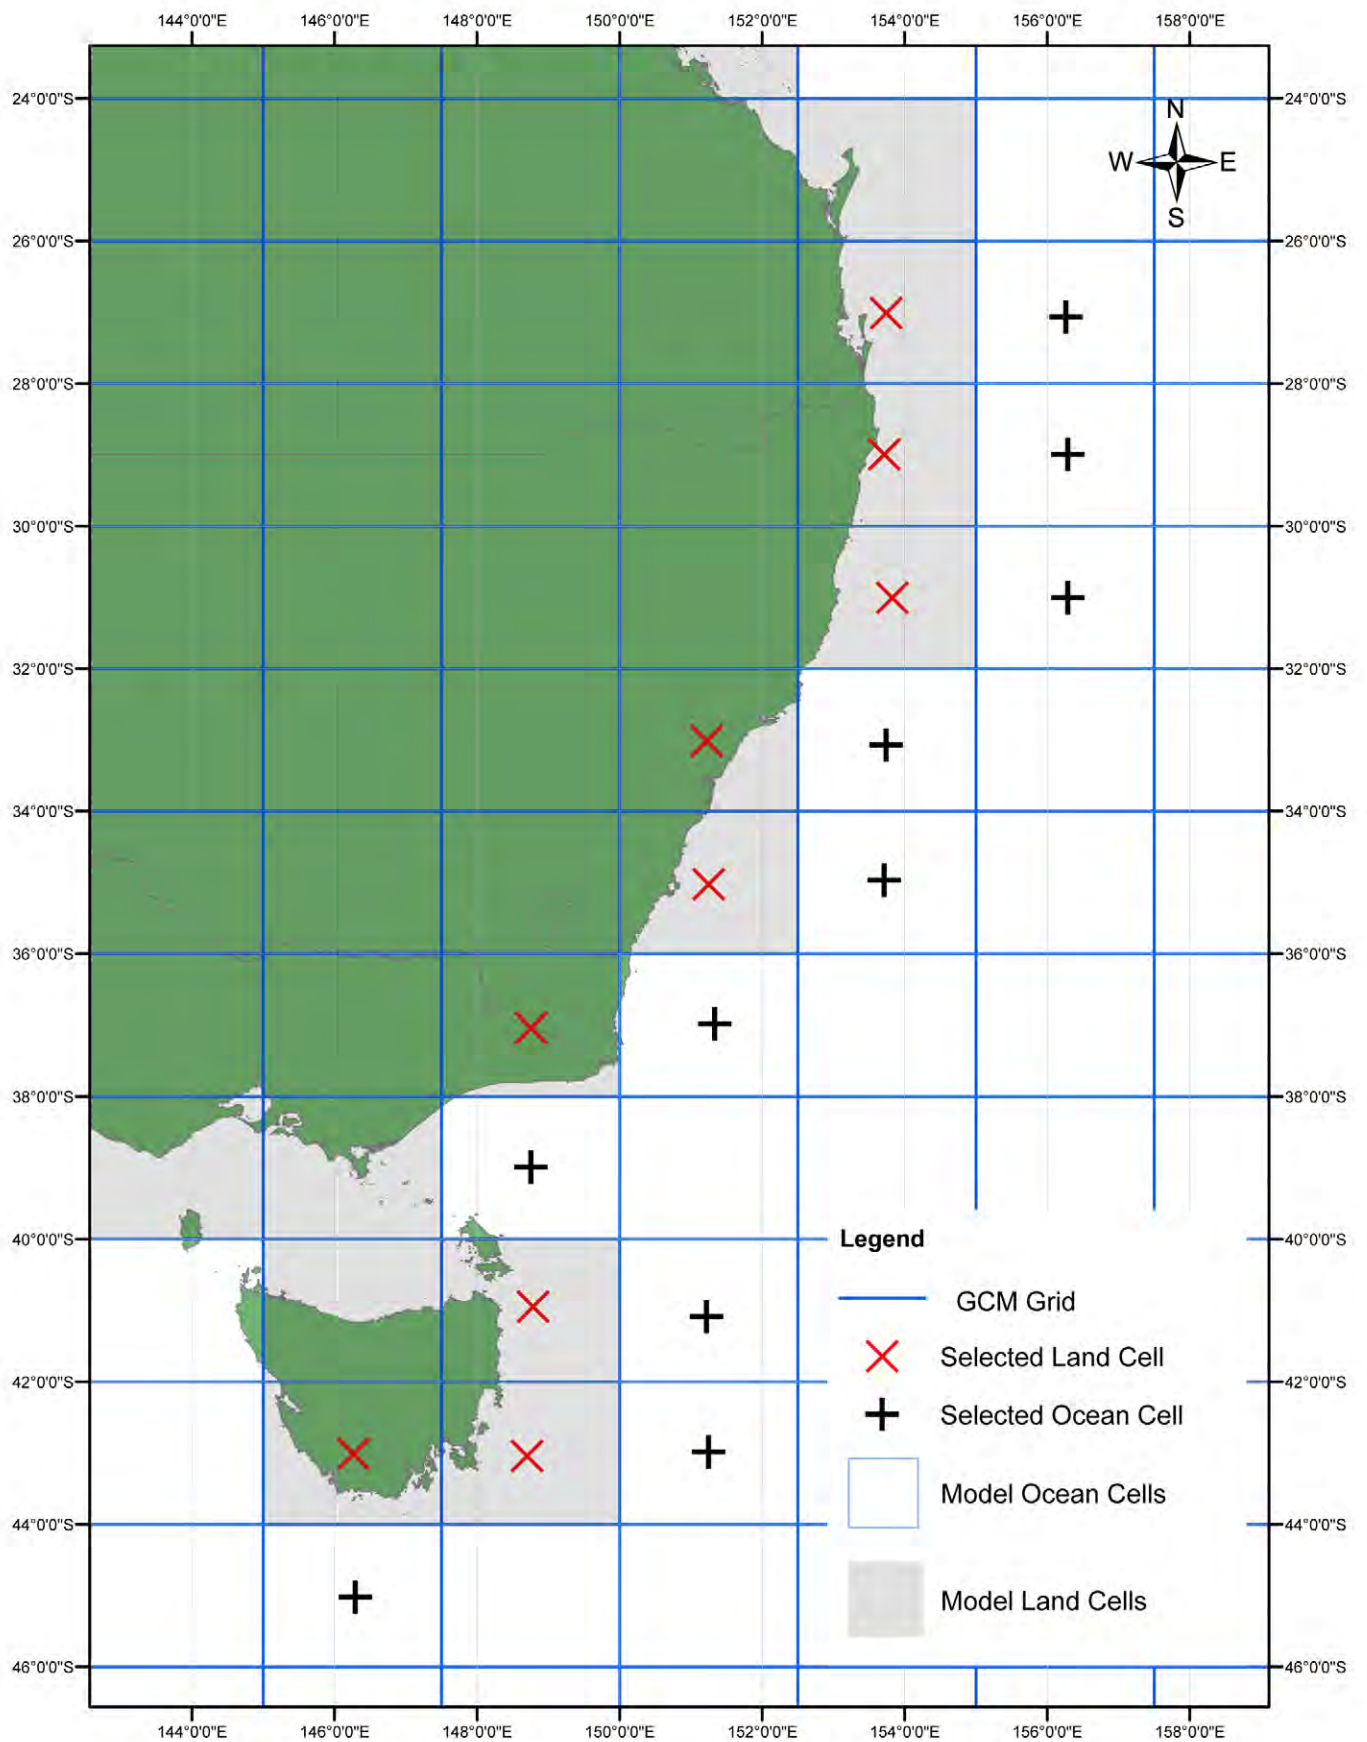 144°0'0"E 146°0'0"E 148°0'0"E 150°0'0"E 152°0'0"E 154°0'0"E 156°0'0"E 158°0'0"E
24°0'0"S 24°0'0"S
N
W E
S
26°0'0"S 26°0'0"S
28°0'0"S 28°0'0"S
30°0'0"S 30°0'0"S
32°0'0"S 32°0'0"S
34°0'0"S 34°0'0"S
36°0'0"S 36°0'0"S
38°0'0"S 38°0'0"S
40°0'0"S Legend 40°0'0"S
GCM Grid
Selected Land Cell
42°0'0"S 42°0'0"S
Selected Ocean Cell
Model Ocean Cells
44°0'0"S 44°0'0"S
Model Land Cells
46°0'0"S 46°0'0"S
144°0'0"E 146°0'0"E 148°0'0"E 150°0'0"E 152°0'0"E 154°0'0"E 156°0'0"E 158°0'0"E